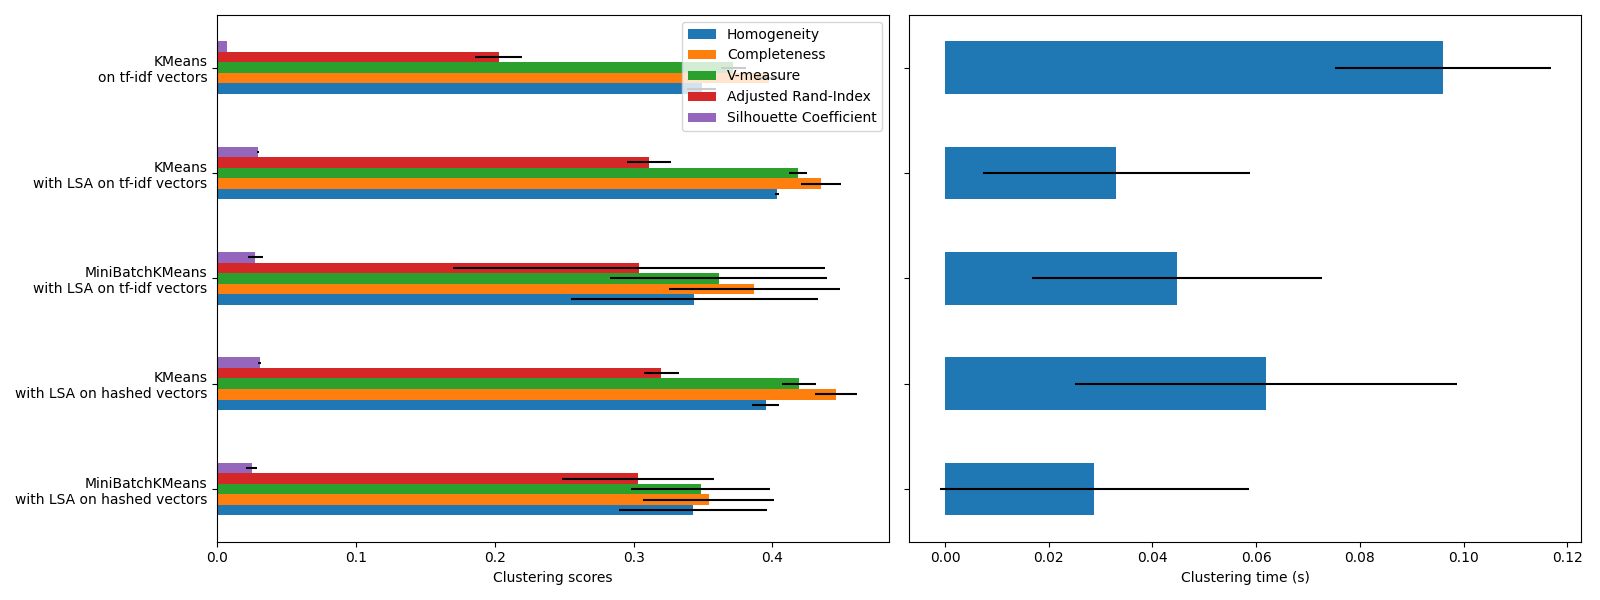 KMeans
on tf-idf vectors
KMeans
with LSA on tf-idf vectors
MiniBatchKMeans
with LSA on tf-idf vectors
KMeans
with LSA on hashed vectors
MiniBatchKMeans
with LSA on hashed vectors
Homogeneity
Completeness
V-measure
Adjusted Rand-Index
Silhouette Coefficient
0.0 0.1 0.2 0.3 0.4
Clustering scores
0.00 0.02 0.04 0.06 0.08 0.10 0.12
Clustering time (s)